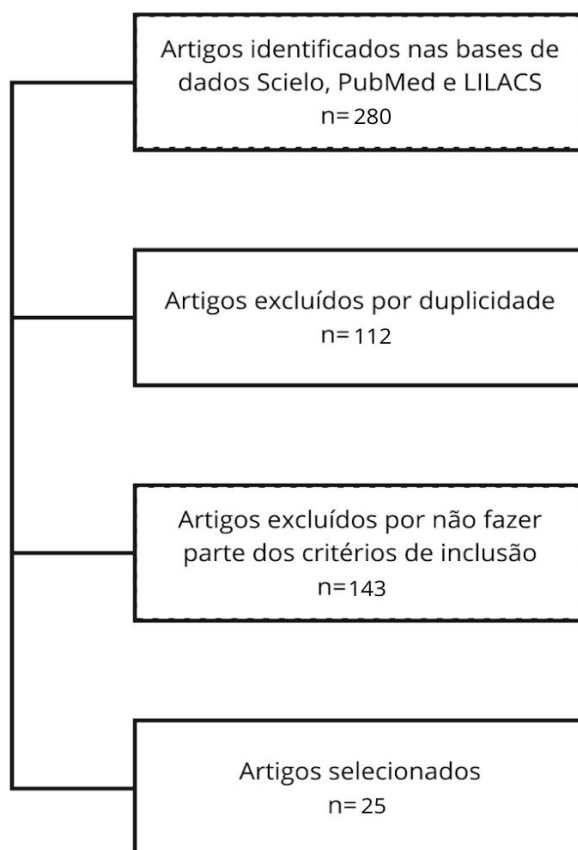 Artigos identificados nas bases de
dados Scielo, PubMed e LILACS
n= 280
Artigos excluídos por duplicidade
n= 112
Artigos excluídos por não fazer
parte dos critérios de inclusão
n=143
Artigos selecionados
n= 25